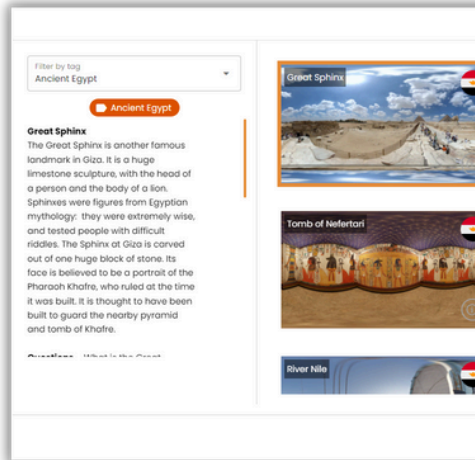 Filter by tag
Ancient Egypt
Ancient Egypt
Great Sphinx
The Great Sphinx is another famous
landmark in Giza. It is a huge
limestone sculpture, with the head of
a person and the body of a lion.
Sphinxes were figures from Egyptian
mythology: they were extremely wise,
and tested people with difficult
riddles. The Sphinx at Giza is carved
out of one huge block of stone. Its
face is believed to be a portrait of the
Pharaoh Khafre, who ruled at the time
it was built. It is thought to have been
built to guard the nearby pyramid
and tomb of Khafre.
Questions What is the Great
Great Sphinx
Tomb of Nefertari
River Nile